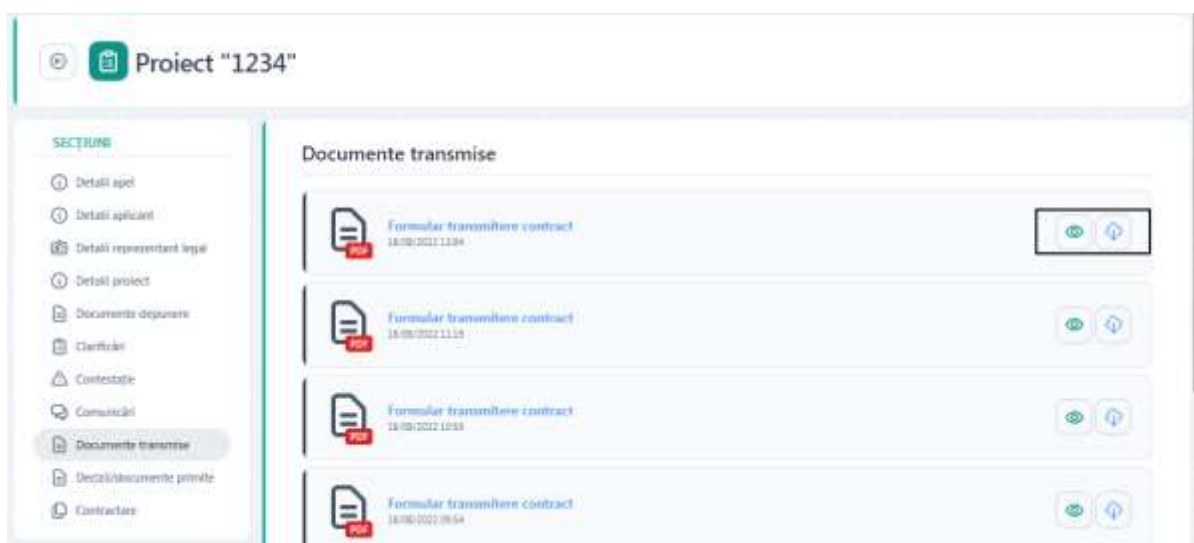 Proiect "1234"
SECȚIUNI
Detalii apel
Detalii aplicant
Detalii reprezentant legal
Detalii proiect
Documente depunere
Clarificări
Contestație
Comunicări
Documente transmise
Decizii/documente primite
Contractare
Documente transmise
Formular transmitere contract
PDF
Formular transmitere contract
PDF
Formular transmitere contract
PDF
Formular transmitere contract
PDF